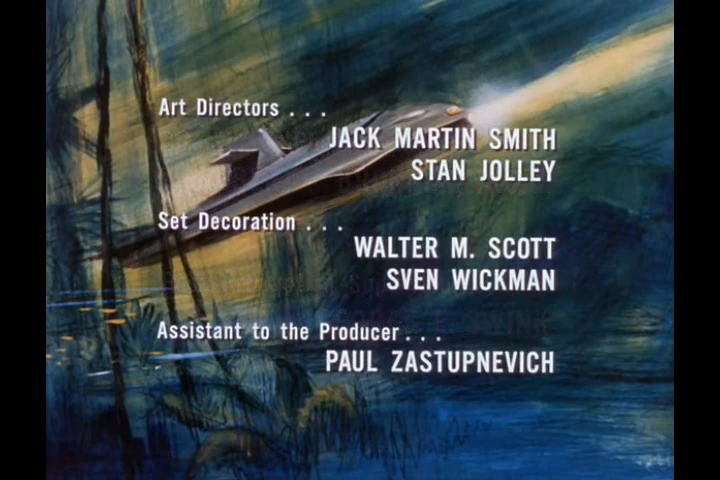 Art Directors . . .
JACK MARTIN SMITH
STAN JOLLEY
Set Decoration . . .
WALTER M. SCOTT
SVEN WICKMAN
Assistant to the Producer . . .
PAUL ZASTUPNEVICH